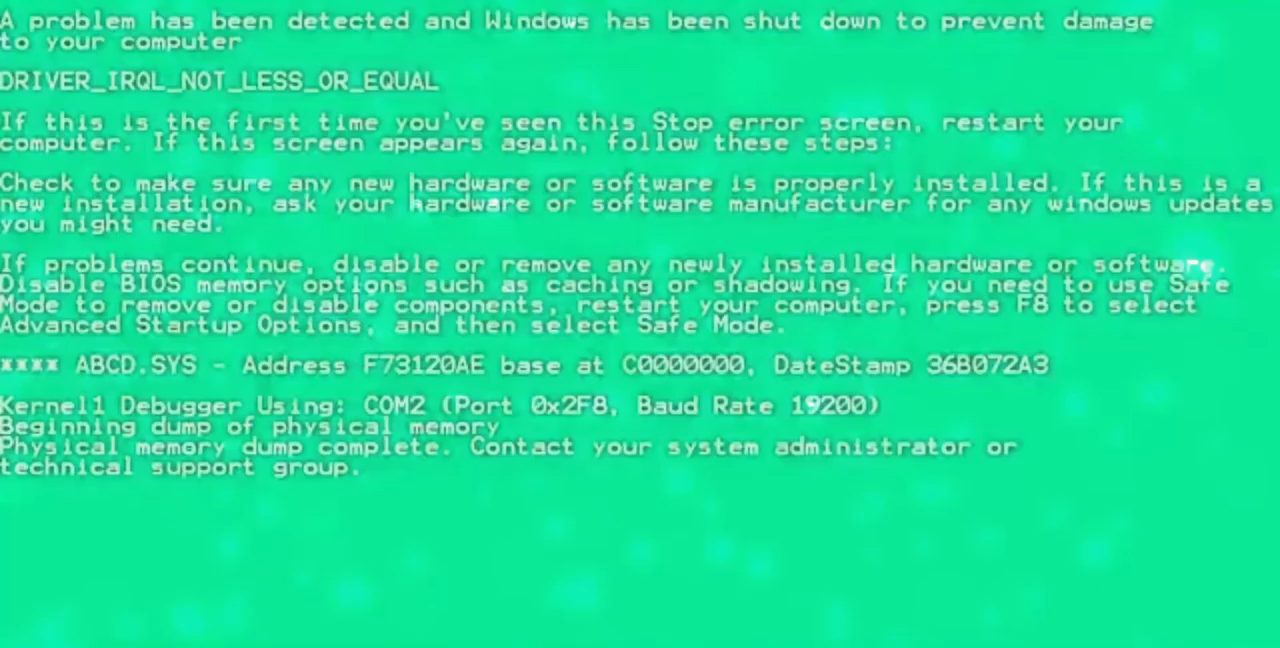 A problem has been detected and Windows has been shut down to prevent damage
to your computer
DRIVER_IRQL_NOT_LESS_OR_EQUAL
If this is the first time you've seen this Stop error screen, restart your
computer. If this screen appears again, follow these steps:
Check to make sure any new hardware or software is properly installed. If this is a
new installation, ask your hardware or software manufacturer for any windows updates
you might need.
If problems continue, disable or remove any newly installed hardware or software.
Disable BIOS memory options such as caching or shadowing. If you need to use Safe
Mode to remove or disable components, restart your computer, press F8 to select
Advanced Startup Options, and then select Safe Mode.
**** ABCD.SYS - Address F73120AE base at C0000000, DateStamp 36B072A3
Kernel1 Debugger Using: COM2 (Port 0x2F8, Baud Rate 19200)
Beginning dump of physical memory
Physical memory dump complete. Contact your system administrator or
technical support group.